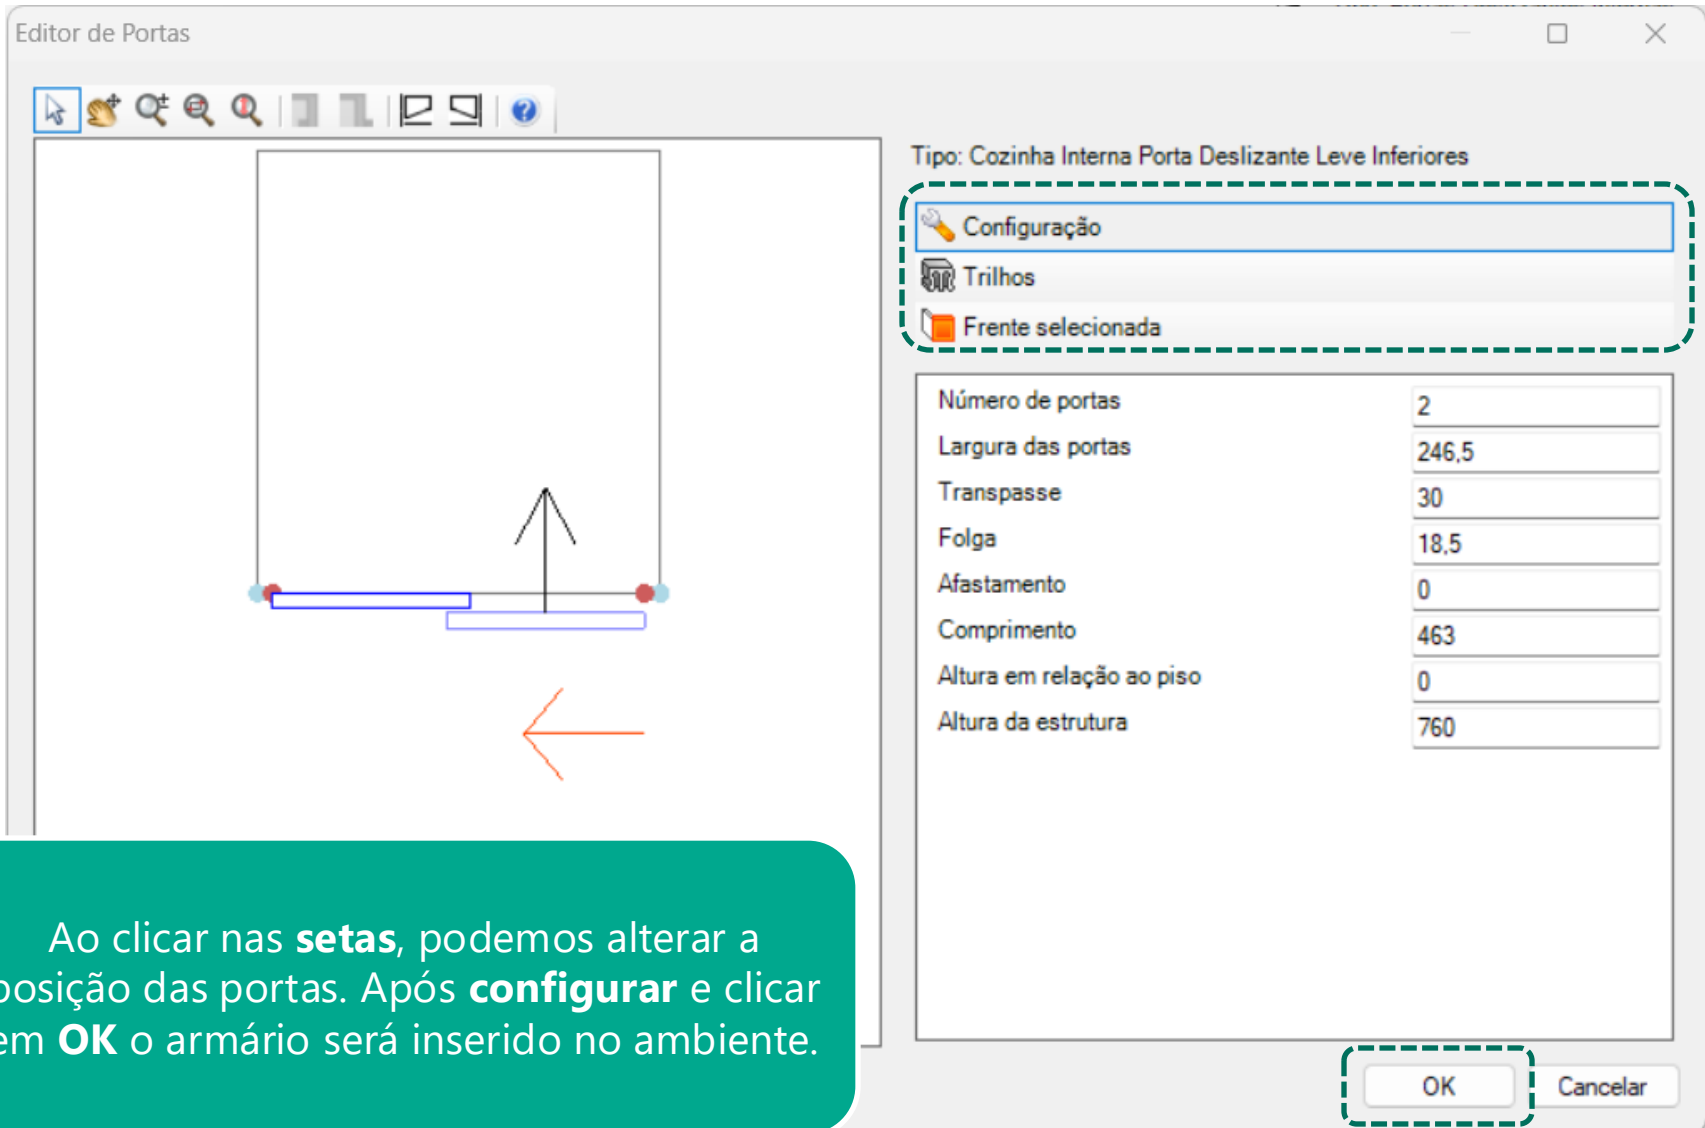 Editor de Portas
Tipo: Cozinha Interna Porta Deslizante Leve Inferiores
Configuração
Trilhos
Frente selecionada
Número de portas 2
Largura das portas 246,5
Transpasse 30
Folga 18,5
Afastamento 0
Comprimento 463
Altura em relação ao piso 0
Altura da estrutura 760
Ao clicar nas setas, podemos alterar a
posição das portas. Após configurar e clicar
em OK o armário será inserido no ambiente.
OK Cancelar